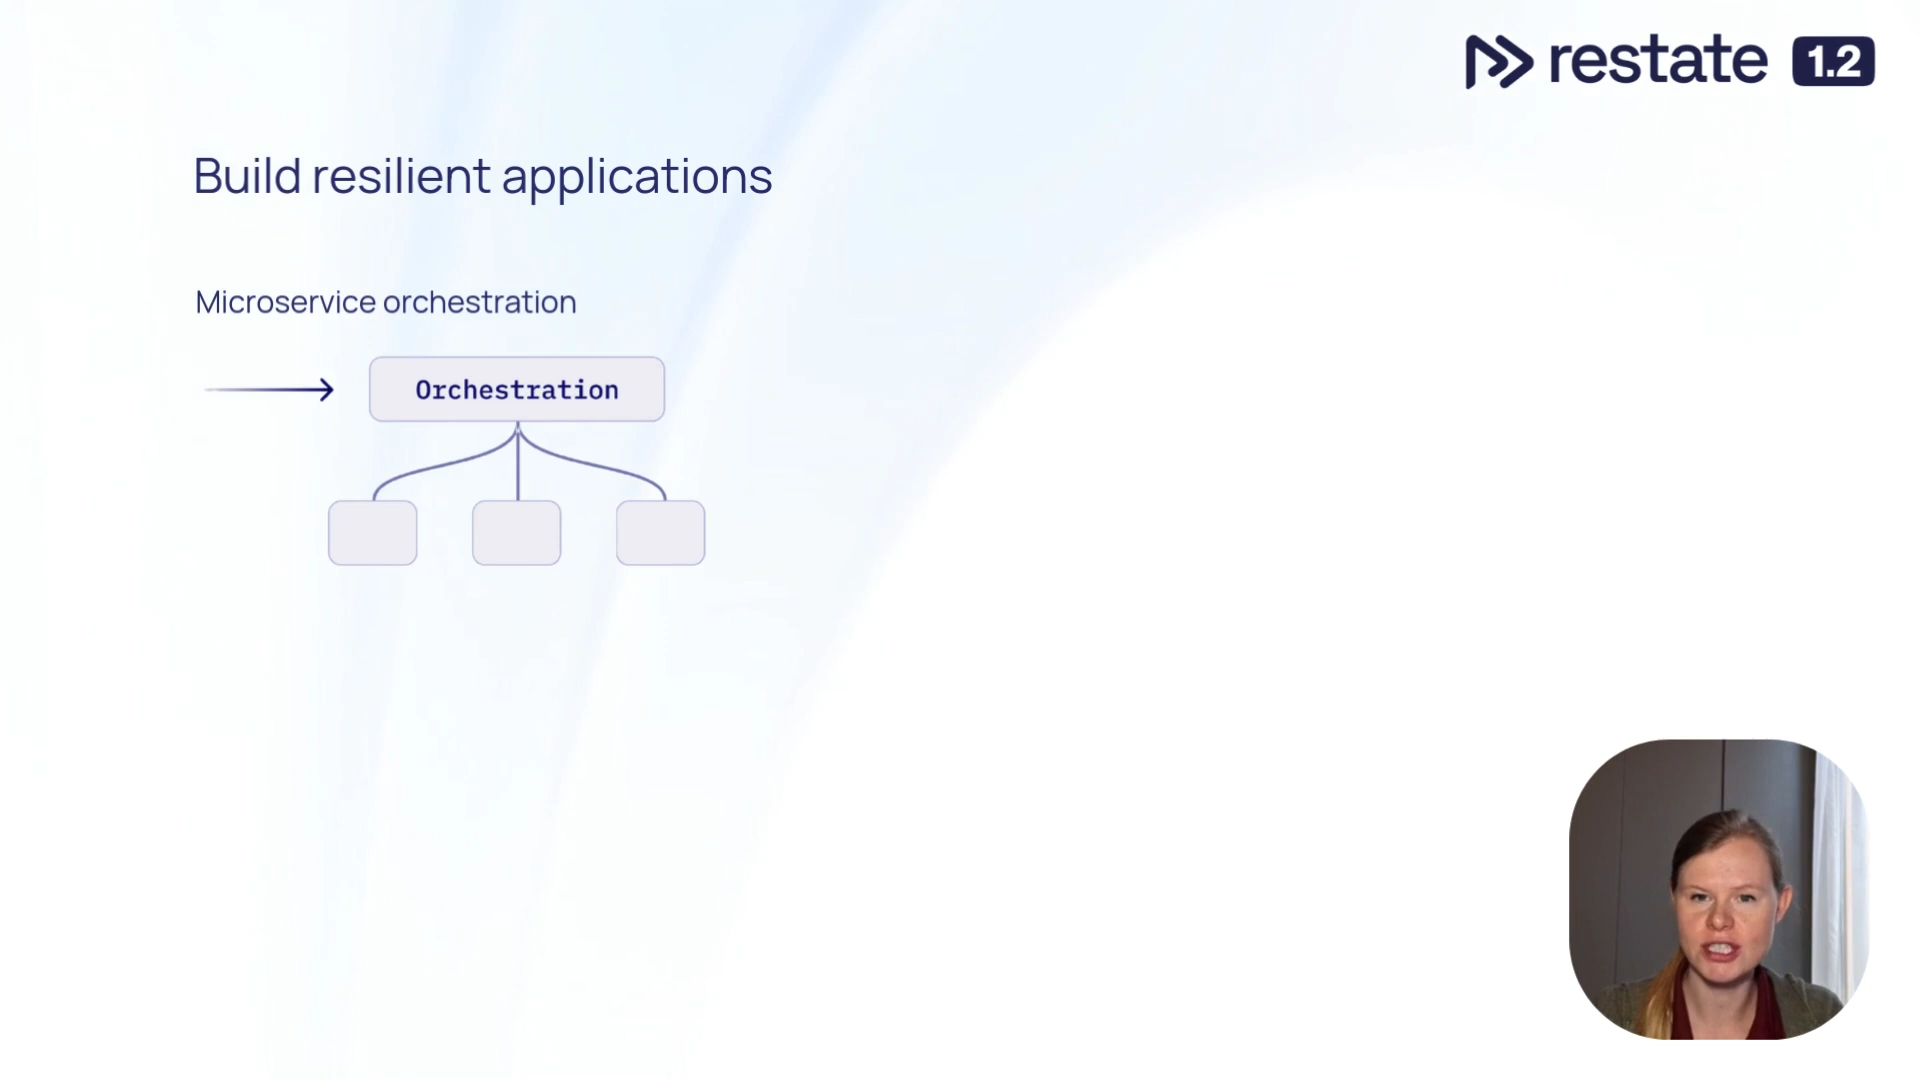 restate 1.2
Build resilient applications
Microservice orchestration
Orchestration